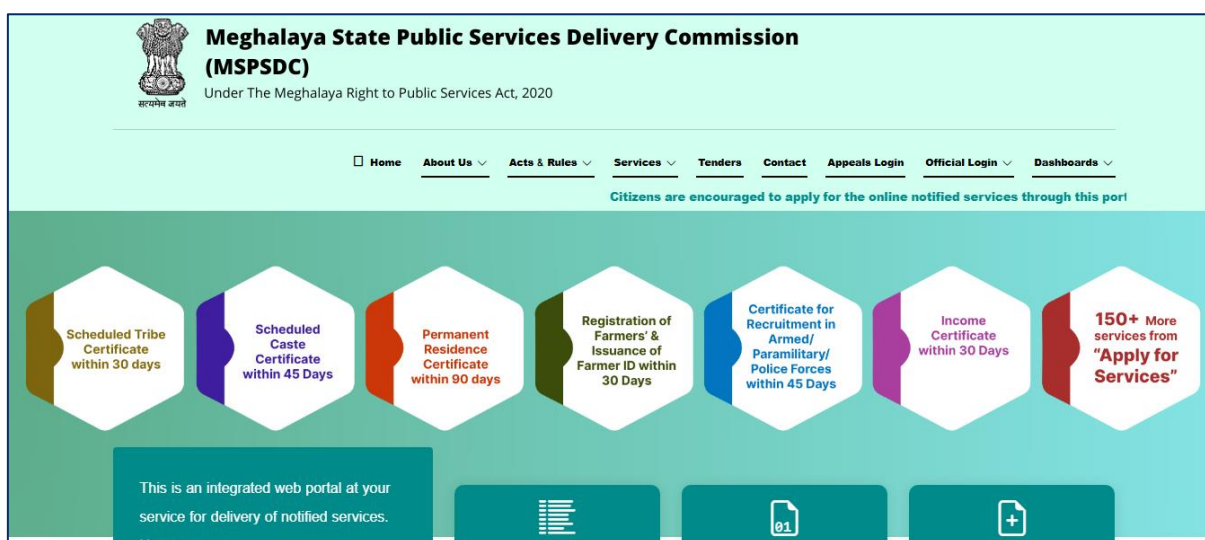 Meghalaya State Public Services Delivery Commission
(MSPSDC)
सत्यमेव जयते
Under The Meghalaya Right to Public Services Act, 2020
Home About Us Acts & Rules Services Tenders Contact Appeals Login Official Login Dashboards
Citizens are encouraged to apply for the online notified services through this port
Scheduled Tribe
Certificate
within 30 days
Scheduled
Caste
Certificate
within 45 Days
Permanent
Residence
Certificate
within 90 days
Registration of
Farmers' &
Issuance of
Farmer ID within
30 Days
Certificate for
Recruitment in
Armed/
Paramilitary/
Police Forces
within 45 Days
Income
Certificate
within 30 Days
150+ More
services from
"Apply for
Services"
This is an integrated web portal at your
service for delivery of notified services.
01